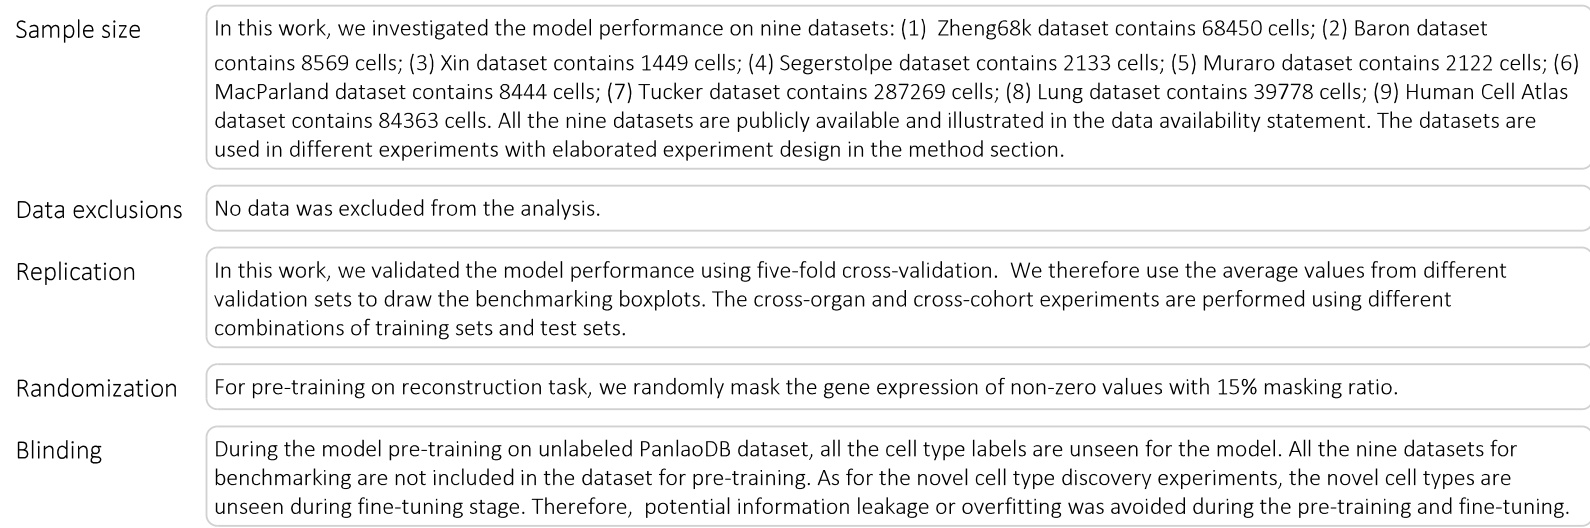 Sample size
In this work, we investigated the model performance on nine datasets: (1)  Zheng68k dataset contains 68450 cells; (2) Baron dataset
contains 8569 cells; (3) Xin dataset contains 1449 cells; (4) Segerstolpe dataset contains 2133 cells; (5) Muraro dataset contains 2122 cells; (6)
MacParland dataset contains 8444 cells; (7) Tucker dataset contains 287269 cells; (8) Lung dataset contains 39778 cells; (9) Human Cell Atlas
dataset contains 84363 cells. All the nine datasets are publicly available and illustrated in the data availability statement. The datasets are
used in different experiments with elaborated experiment design in the method section.
Data exclusions
No data was excluded from the analysis.
Replication
In this work, we validated the model performance using five-fold cross-validation.  We therefore use the average values from different
validation sets to draw the benchmarking boxplots. The cross-organ and cross-cohort experiments are performed using different
combinations of training sets and test sets.
Randomization
For pre-training on reconstruction task, we randomly mask the gene expression of non-zero values with 15% masking ratio.
Blinding
During the model pre-training on unlabeled PanlaoDB dataset, all the cell type labels are unseen for the model. All the nine datasets for
benchmarking are not included in the dataset for pre-training. As for the novel cell type discovery experiments, the novel cell types are
unseen during fine-tuning stage. Therefore,  potential information leakage or overfitting was avoided during the pre-training and fine-tuning.